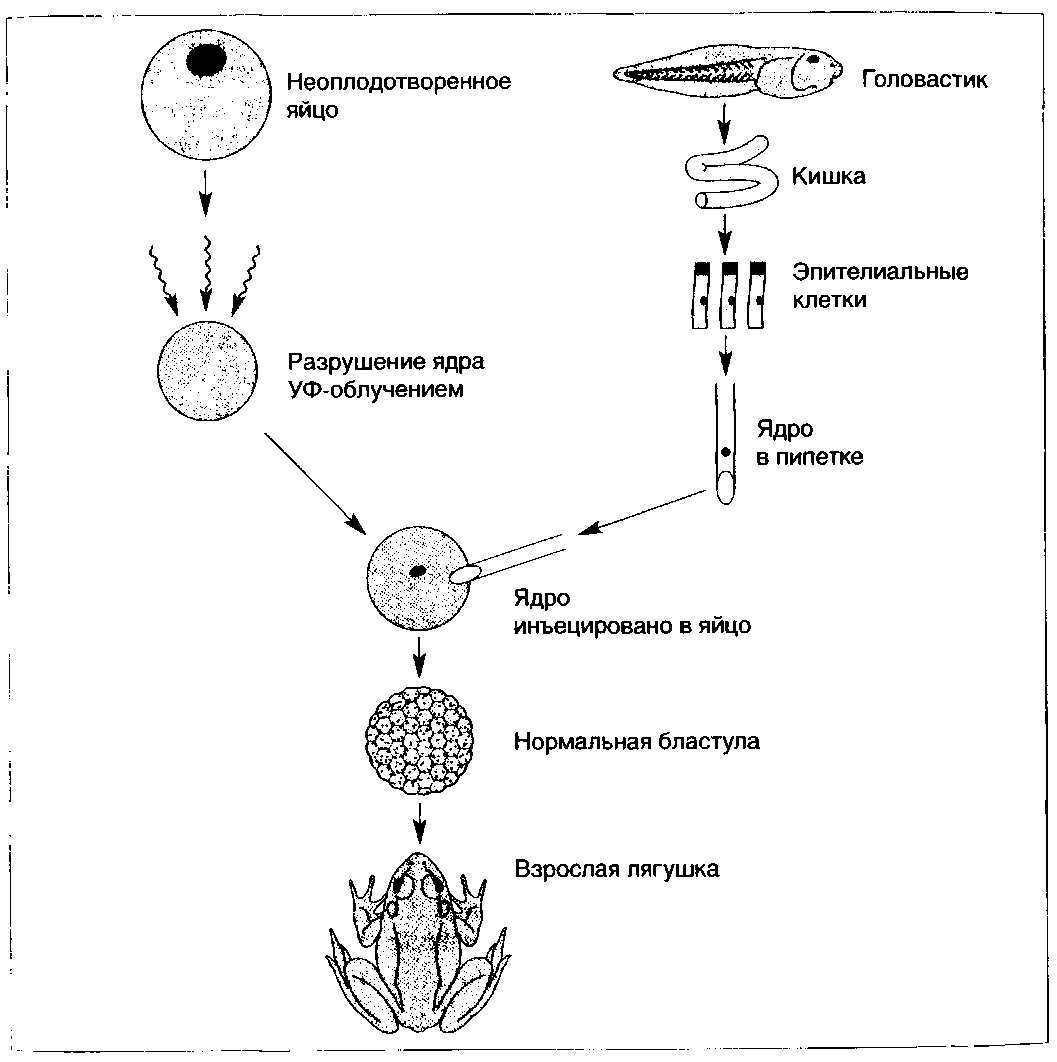 Неоплодотворенное
яйцо
Головастик
Кишка
Эпителиальные
клетки
Разрушение ядра
УФ-облучением
Ядро
в пипетке
Ядро
инъецировано в яйцо
Нормальная бластула
Взрослая лягушка